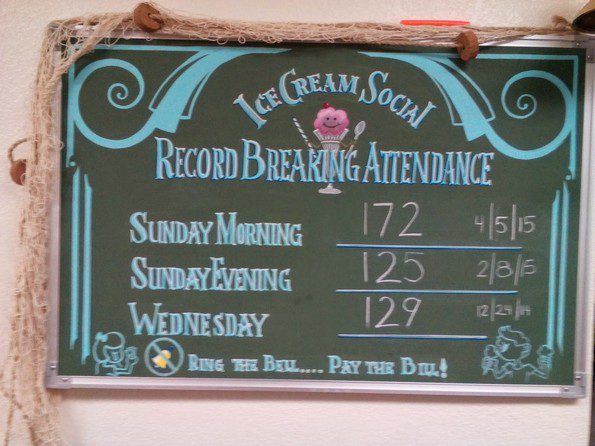 Ice Cream Social
Record Breaking Attendance
Sunday Morning 172 4/5/15
Sunday Evening 125 2/8/15
Wednesday 129
Ring the Bell.... Pay the Bill!